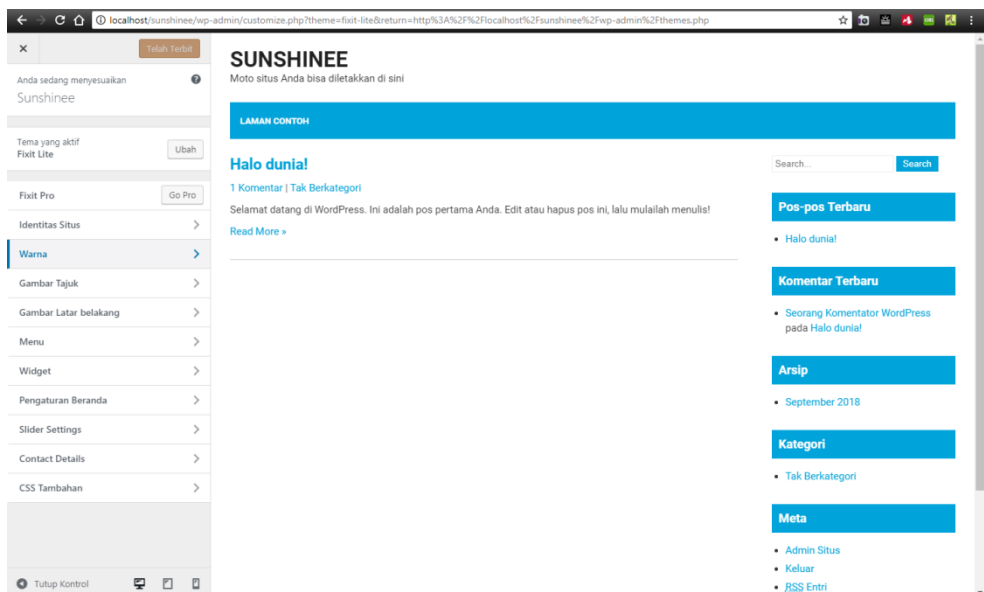 localhost/sunshinee/wp-admin/customize.php?theme=fixit-lite&return=http%3A%2F%2Flocalhost%2Fsunshinee%2Fwp-admin%2Fthemes.php
Telah Terbit
Anda sedang menyesuaikan
Sunshinee
Tema yang aktif
Fixit Lite
Ubah
Fixit Pro
Go Pro
Identitas Situs
Warna
Gambar Tajuk
Gambar Latar belakang
Menu
Widget
Pengaturan Beranda
Slider Settings
Contact Details
CSS Tambahan
Tutup Kontrol
SUNSHINEE
Moto situs Anda bisa diletakkan di sini
LAMAN CONTOH
Halo dunia!
1 Komentar | Tak Berkategori
Selamat datang di WordPress. Ini adalah pos pertama Anda. Edit atau hapus pos ini, lalu mulailah menulis!
Read More »
Search...
Search
Pos-pos Terbaru
Halo dunia!
Komentar Terbaru
Seorang Komentator WordPress
pada Halo dunia!
Arsip
September 2018
Kategori
Tak Berkategori
Meta
Admin Situs
Keluar
RSS Entri